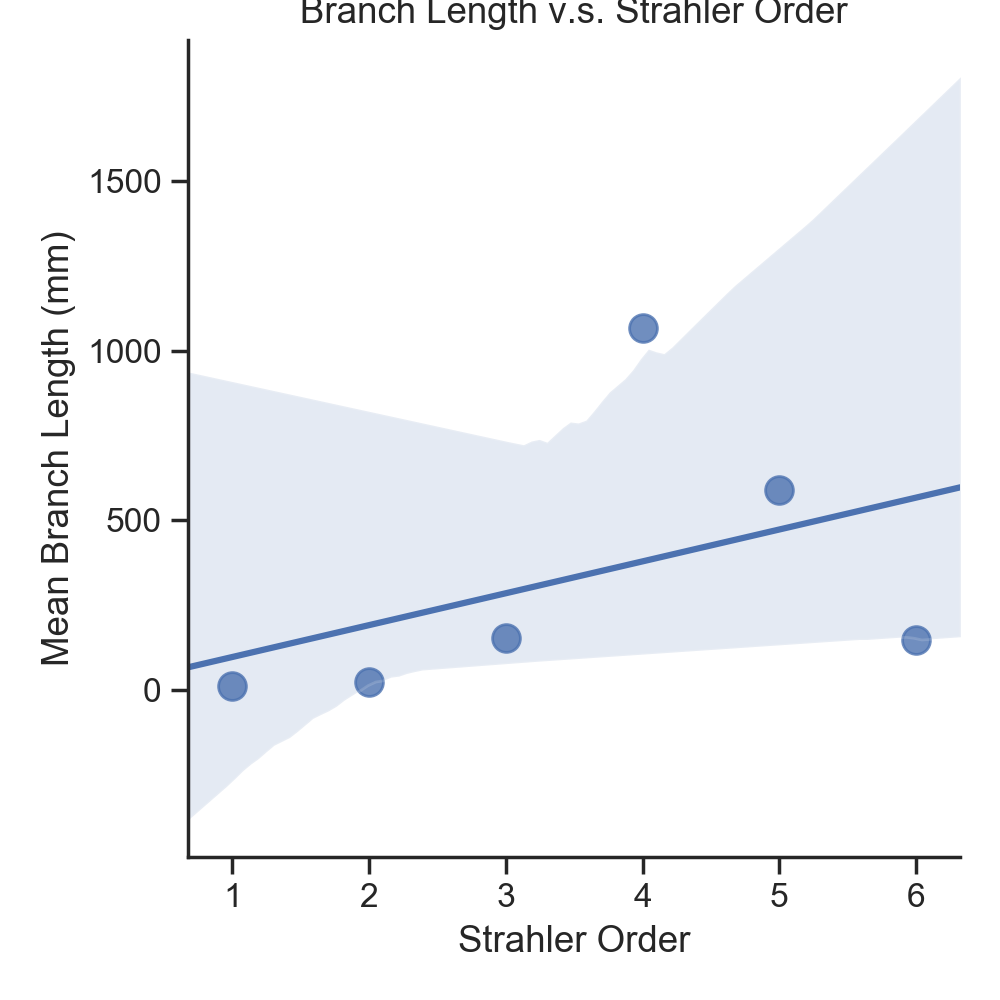 Branch Length v.s. Strahler Order
1500
1000
500
0
Mean Branch Length (mm)
1 2 3 4 5 6
Strahler Order